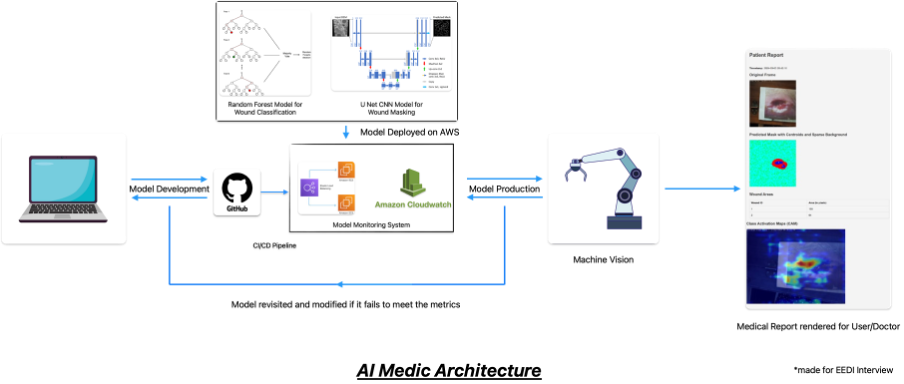 Random Forest Model for
Wound Classification
U Net CNN Model for
Wound Masking
Model Deployed on AWS
Model Development
GitHub
Amazon Cloudwatch
Model Monitoring System
CI/CD Pipeline
Model Production
Machine Vision
Model revisited and modified if it fails to meet the metrics
Patient Report
Original Frame
Predicted Mask with Centroids and Sparse Background
Wound Areas
Class Activation Maps (CAM)
Medical Report rendered for User/Doctor
AI Medic Architecture
*made for EEDI Interview